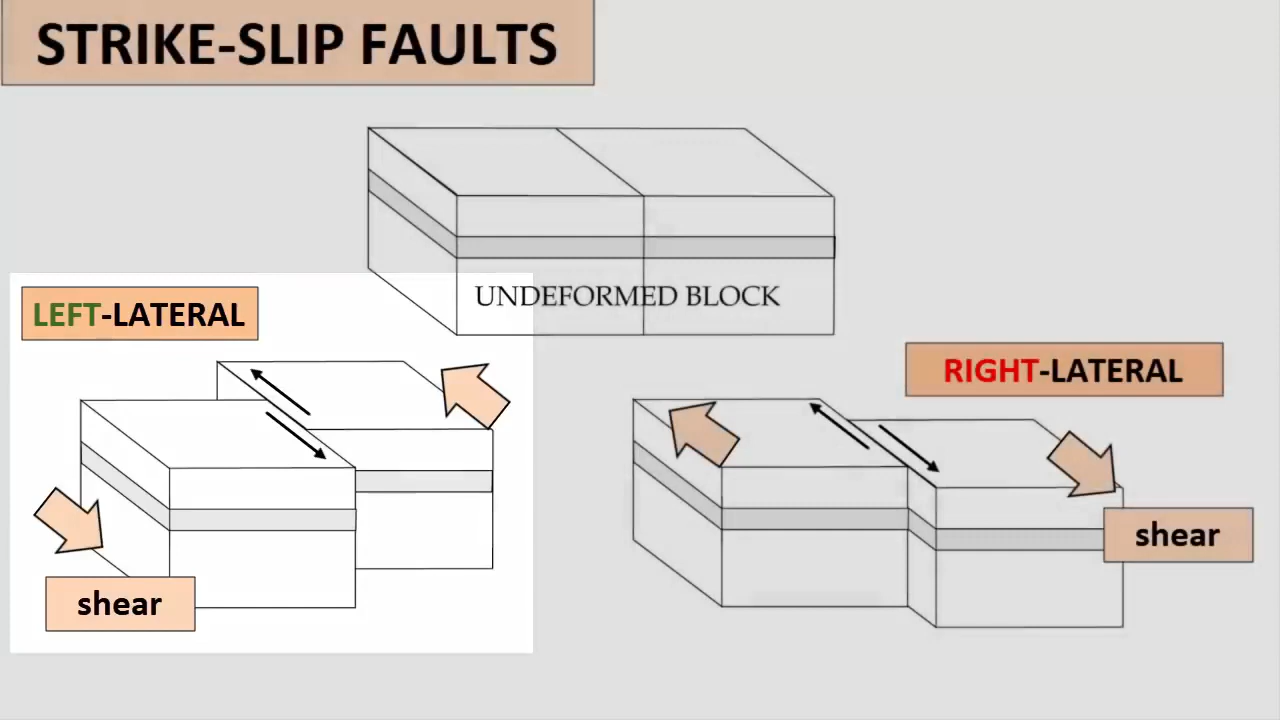 STRIKE-SLIP FAULTS
UNDEFORMED BLOCK
LEFT-LATERAL
RIGHT-LATERAL
shear
shear